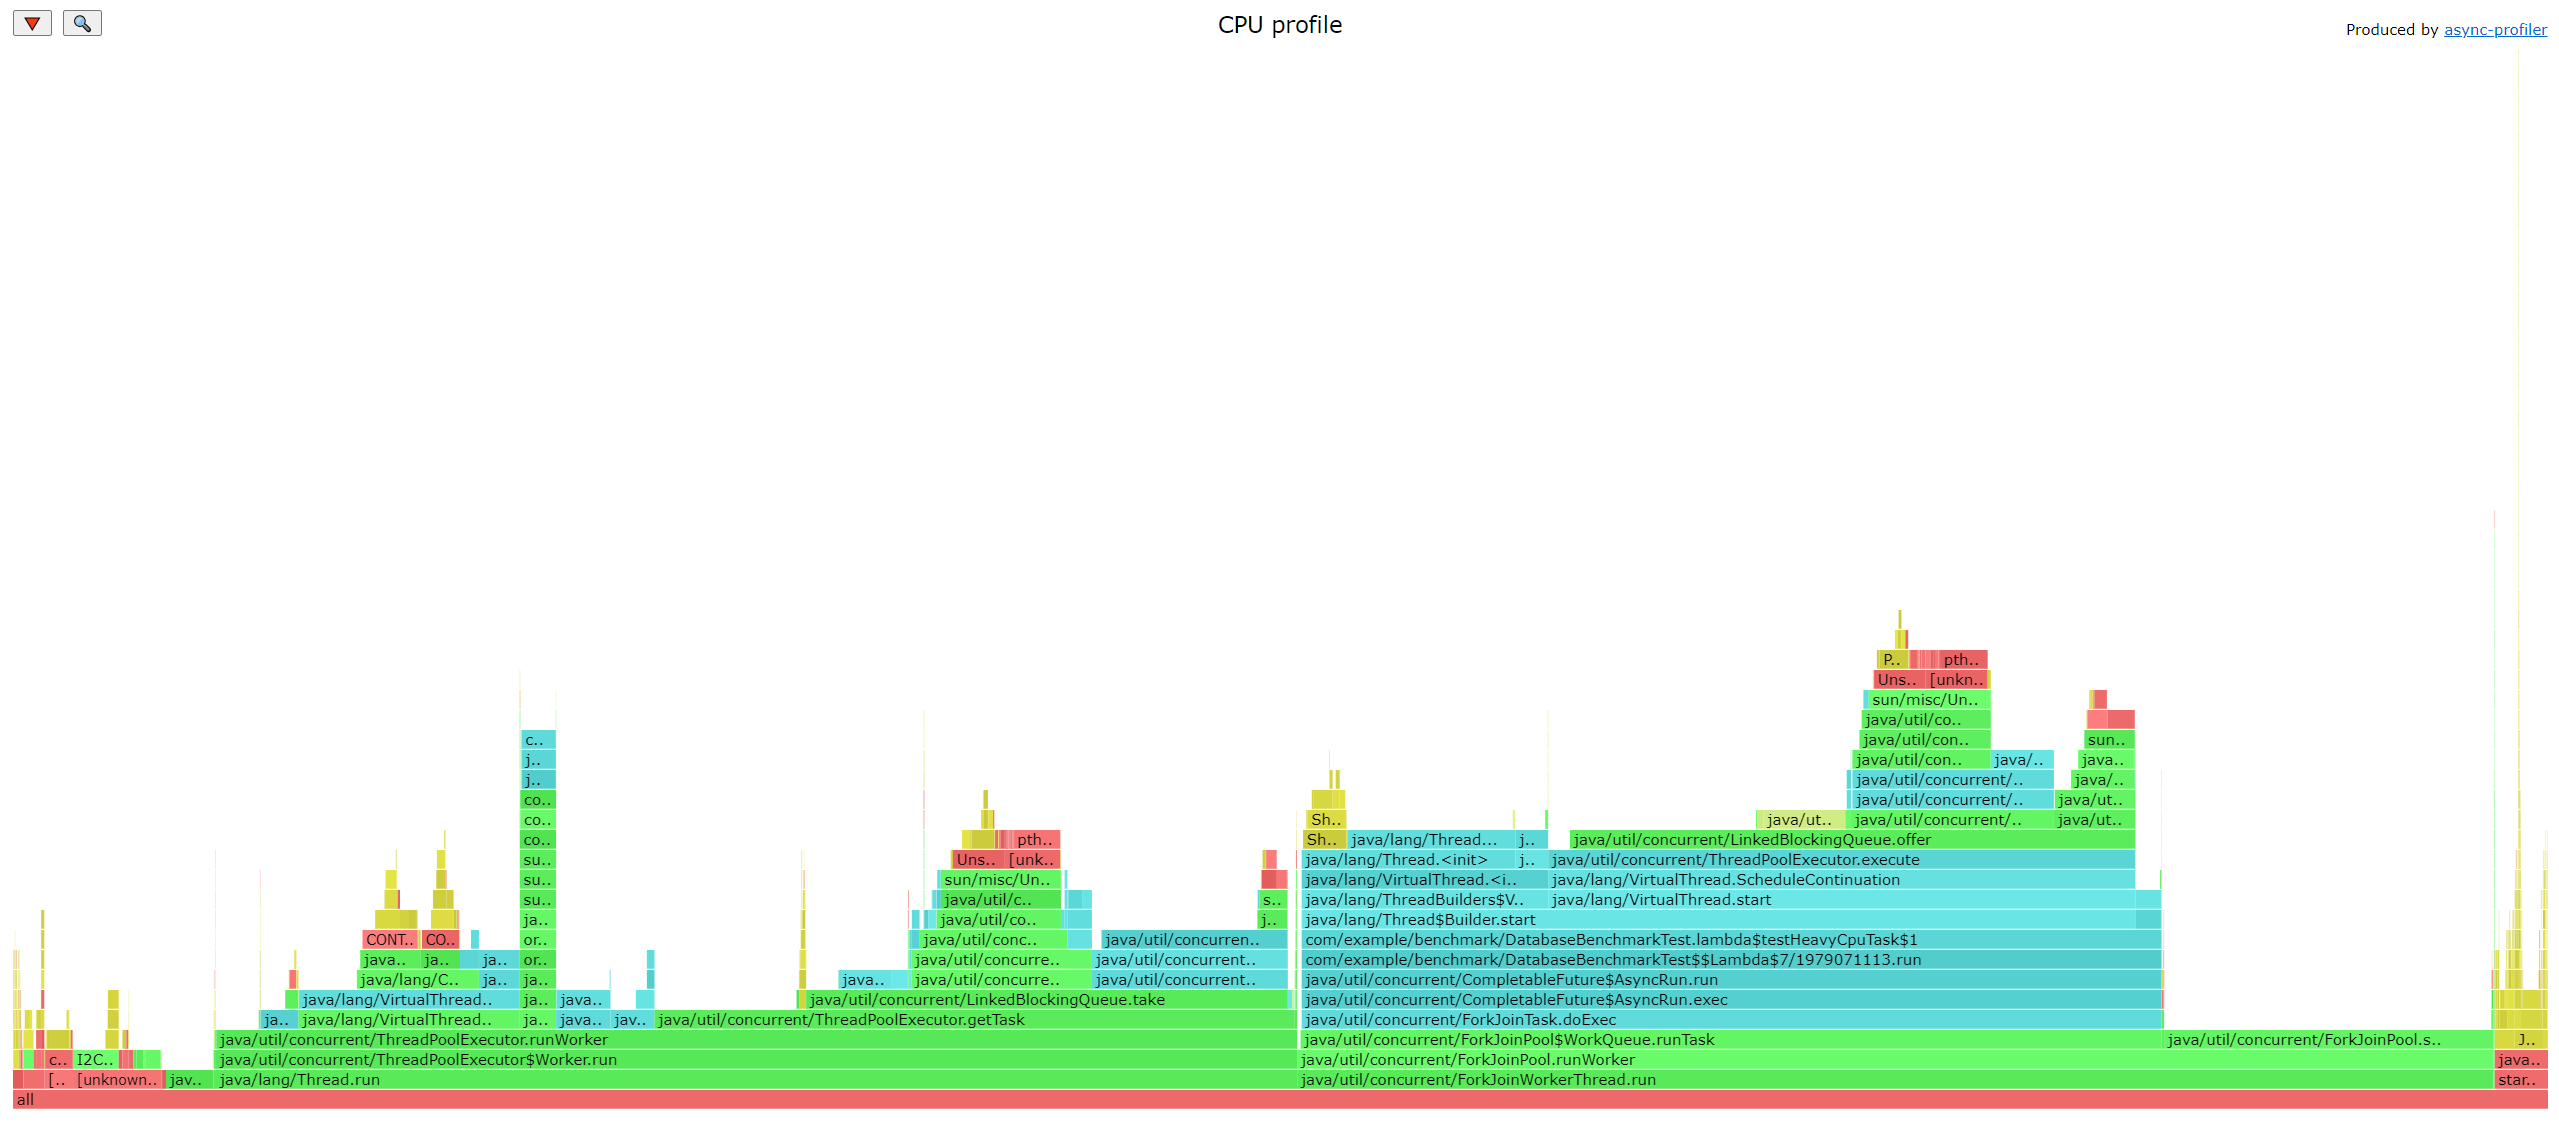 CPU profile
Produced by async-profiler
P.. pth..
Uns.. [unkn..
sun/misc/Un..
java/util/co..
c.. java/util/con.. sun..
j.. java/util/con.. java/.. java..
j.. java/util/concurrent/.. java/..
co.. java/util/concurrent/.. java/ut..
co.. Sh.. java/ut.. java/util/concurrent/.. java/ut..
co.. pth.. Sh.. java/lang/Thread... j.. java/util/concurrent/LinkedBlockingQueue.offer
su.. Uns.. [unk.. java/lang/Thread.<init> j.. java/util/concurrent/ThreadPoolExecutor.execute
su.. sun/misc/Un.. java/lang/VirtualThread.<i.. java/lang/VirtualThread.ScheduleContinuation
su.. java/util/c.. s.. java/lang/ThreadBuilders$V.. java/lang/VirtualThread.start
ja.. java/util/co.. j.. java/lang/Thread$Builder.start
CONT.. CO.. or.. java/util/conc.. java/util/concurren.. com/example/benchmark/DatabaseBenchmarkTest.lambda$testHeavyCpuTask$1
java.. ja.. ja.. or.. java/util/concurre.. java/util/concurrent.. com/example/benchmark/DatabaseBenchmarkTest$$Lambda$7/1979071113.run
java/lang/C.. ja.. ja.. java.. java/util/concurre.. java/util/concurrent.. java/util/concurrent/CompletableFuture$AsyncRun.run
java/lang/VirtualThread.. ja.. java.. java/util/concurrent/LinkedBlockingQueue.take java/util/concurrent/CompletableFuture$AsyncRun.exec
ja.. java/lang/VirtualThread.. ja.. java.. jav.. java/util/concurrent/ThreadPoolExecutor.getTask java/util/concurrent/ForkJoinTask.doExec
java/util/concurrent/ThreadPoolExecutor.runWorker java/util/concurrent/ForkJoinPool$WorkQueue.runTask java/util/concurrent/ForkJoinPool.s.. J..
c.. I2C.. java/util/concurrent/ThreadPoolExecutor$Worker.run java/util/concurrent/ForkJoinPool.runWorker java..
[.. [unknown.. jav.. java/lang/Thread.run java/util/concurrent/ForkJoinWorkerThread.run star..
all